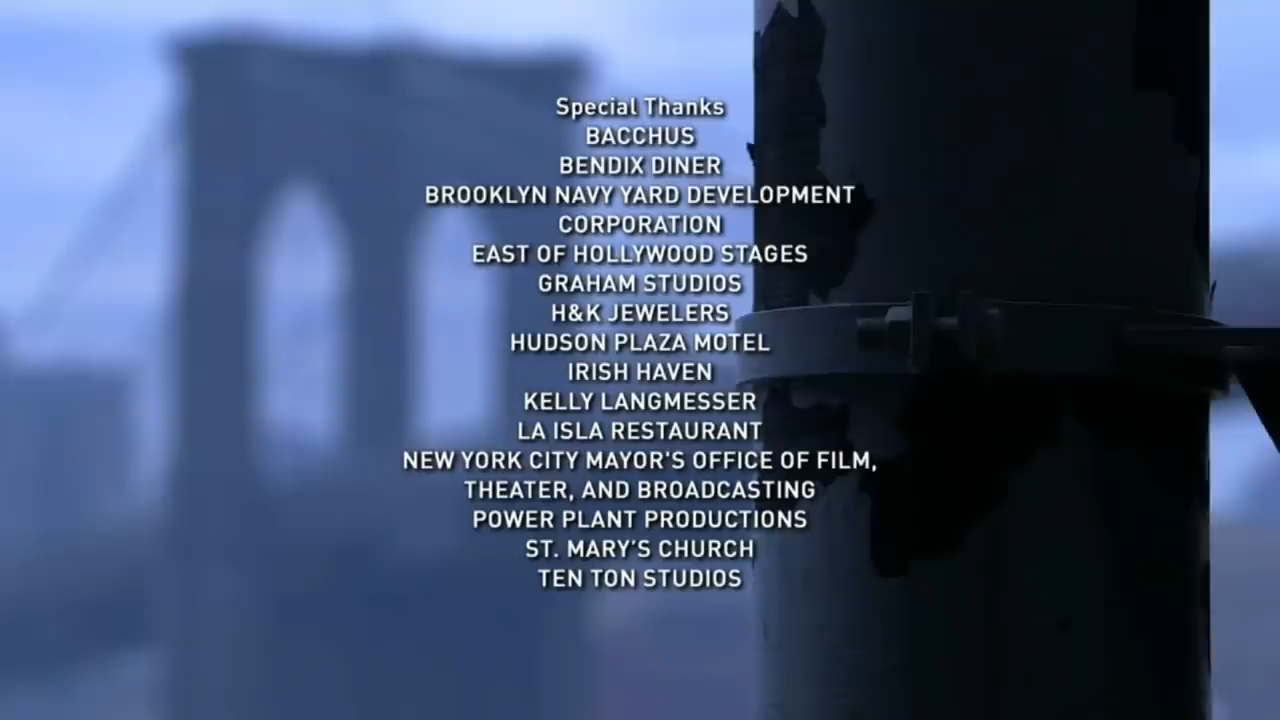 Special Thanks
BACCHUS
BENDIX DINER
BROOKLYN NAVY YARD DEVELOPMENT
CORPORATION
EAST OF HOLLYWOOD STAGES
GRAHAM STUDIOS
H&K JEWELERS
HUDSON PLAZA MOTEL
IRISH HAVEN
KELLY LANGMESSER
LA ISLA RESTAURANT
NEW YORK CITY MAYOR'S OFFICE OF FILM,
THEATER, AND BROADCASTING
POWER PLANT PRODUCTIONS
ST. MARY'S CHURCH
TEN TON STUDIOS